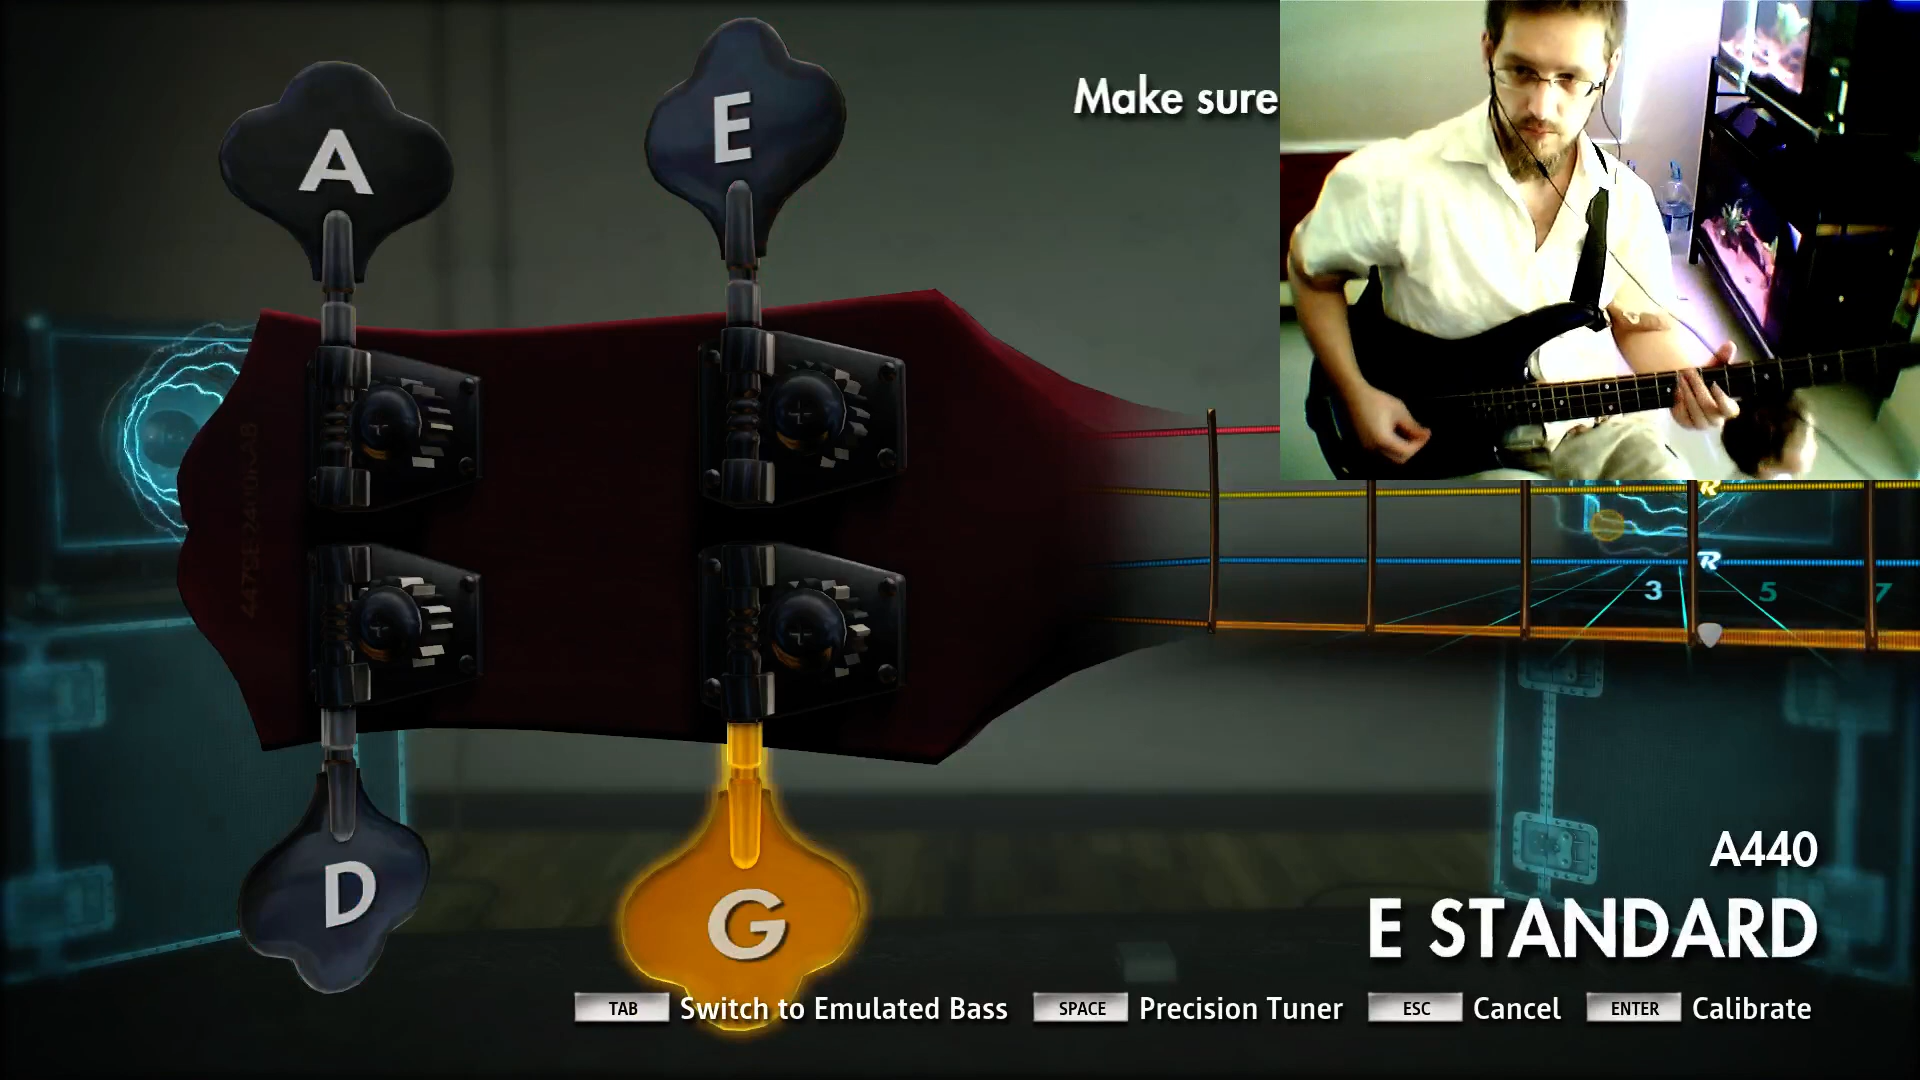 A
E
Make sure
R
R
3
5
7
D
G
A440
E STANDARD
TAB Switch to Emulated Bass SPACE Precision Tuner ESC Cancel ENTER Calibrate